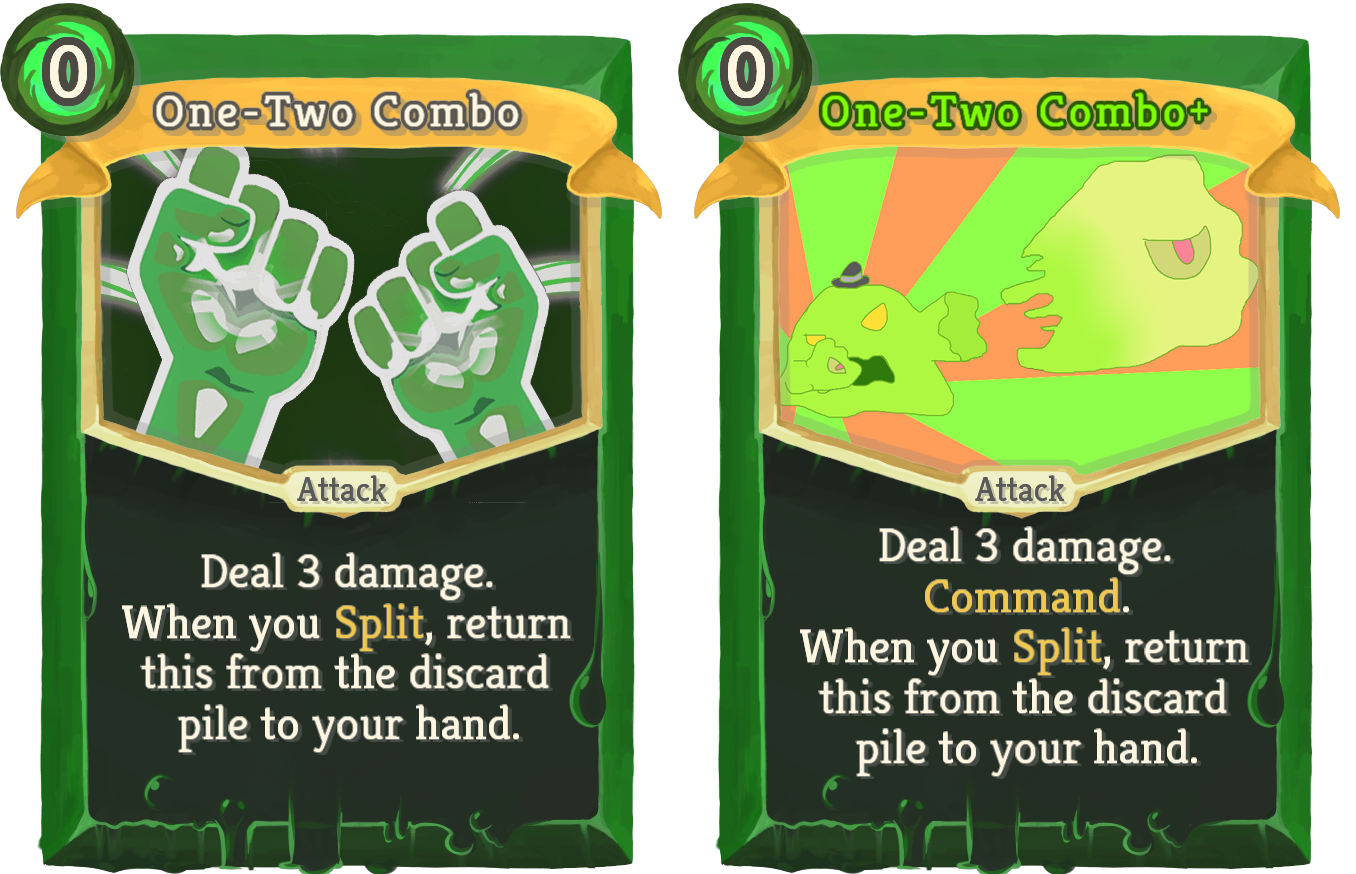 0
One-Two Combo
Attack
Deal 3 damage.
When you Split, return
this from the discard
pile to your hand.
0
One-Two Combo+
Attack
Deal 3 damage.
Command.
When you Split, return
this from the discard
pile to your hand.